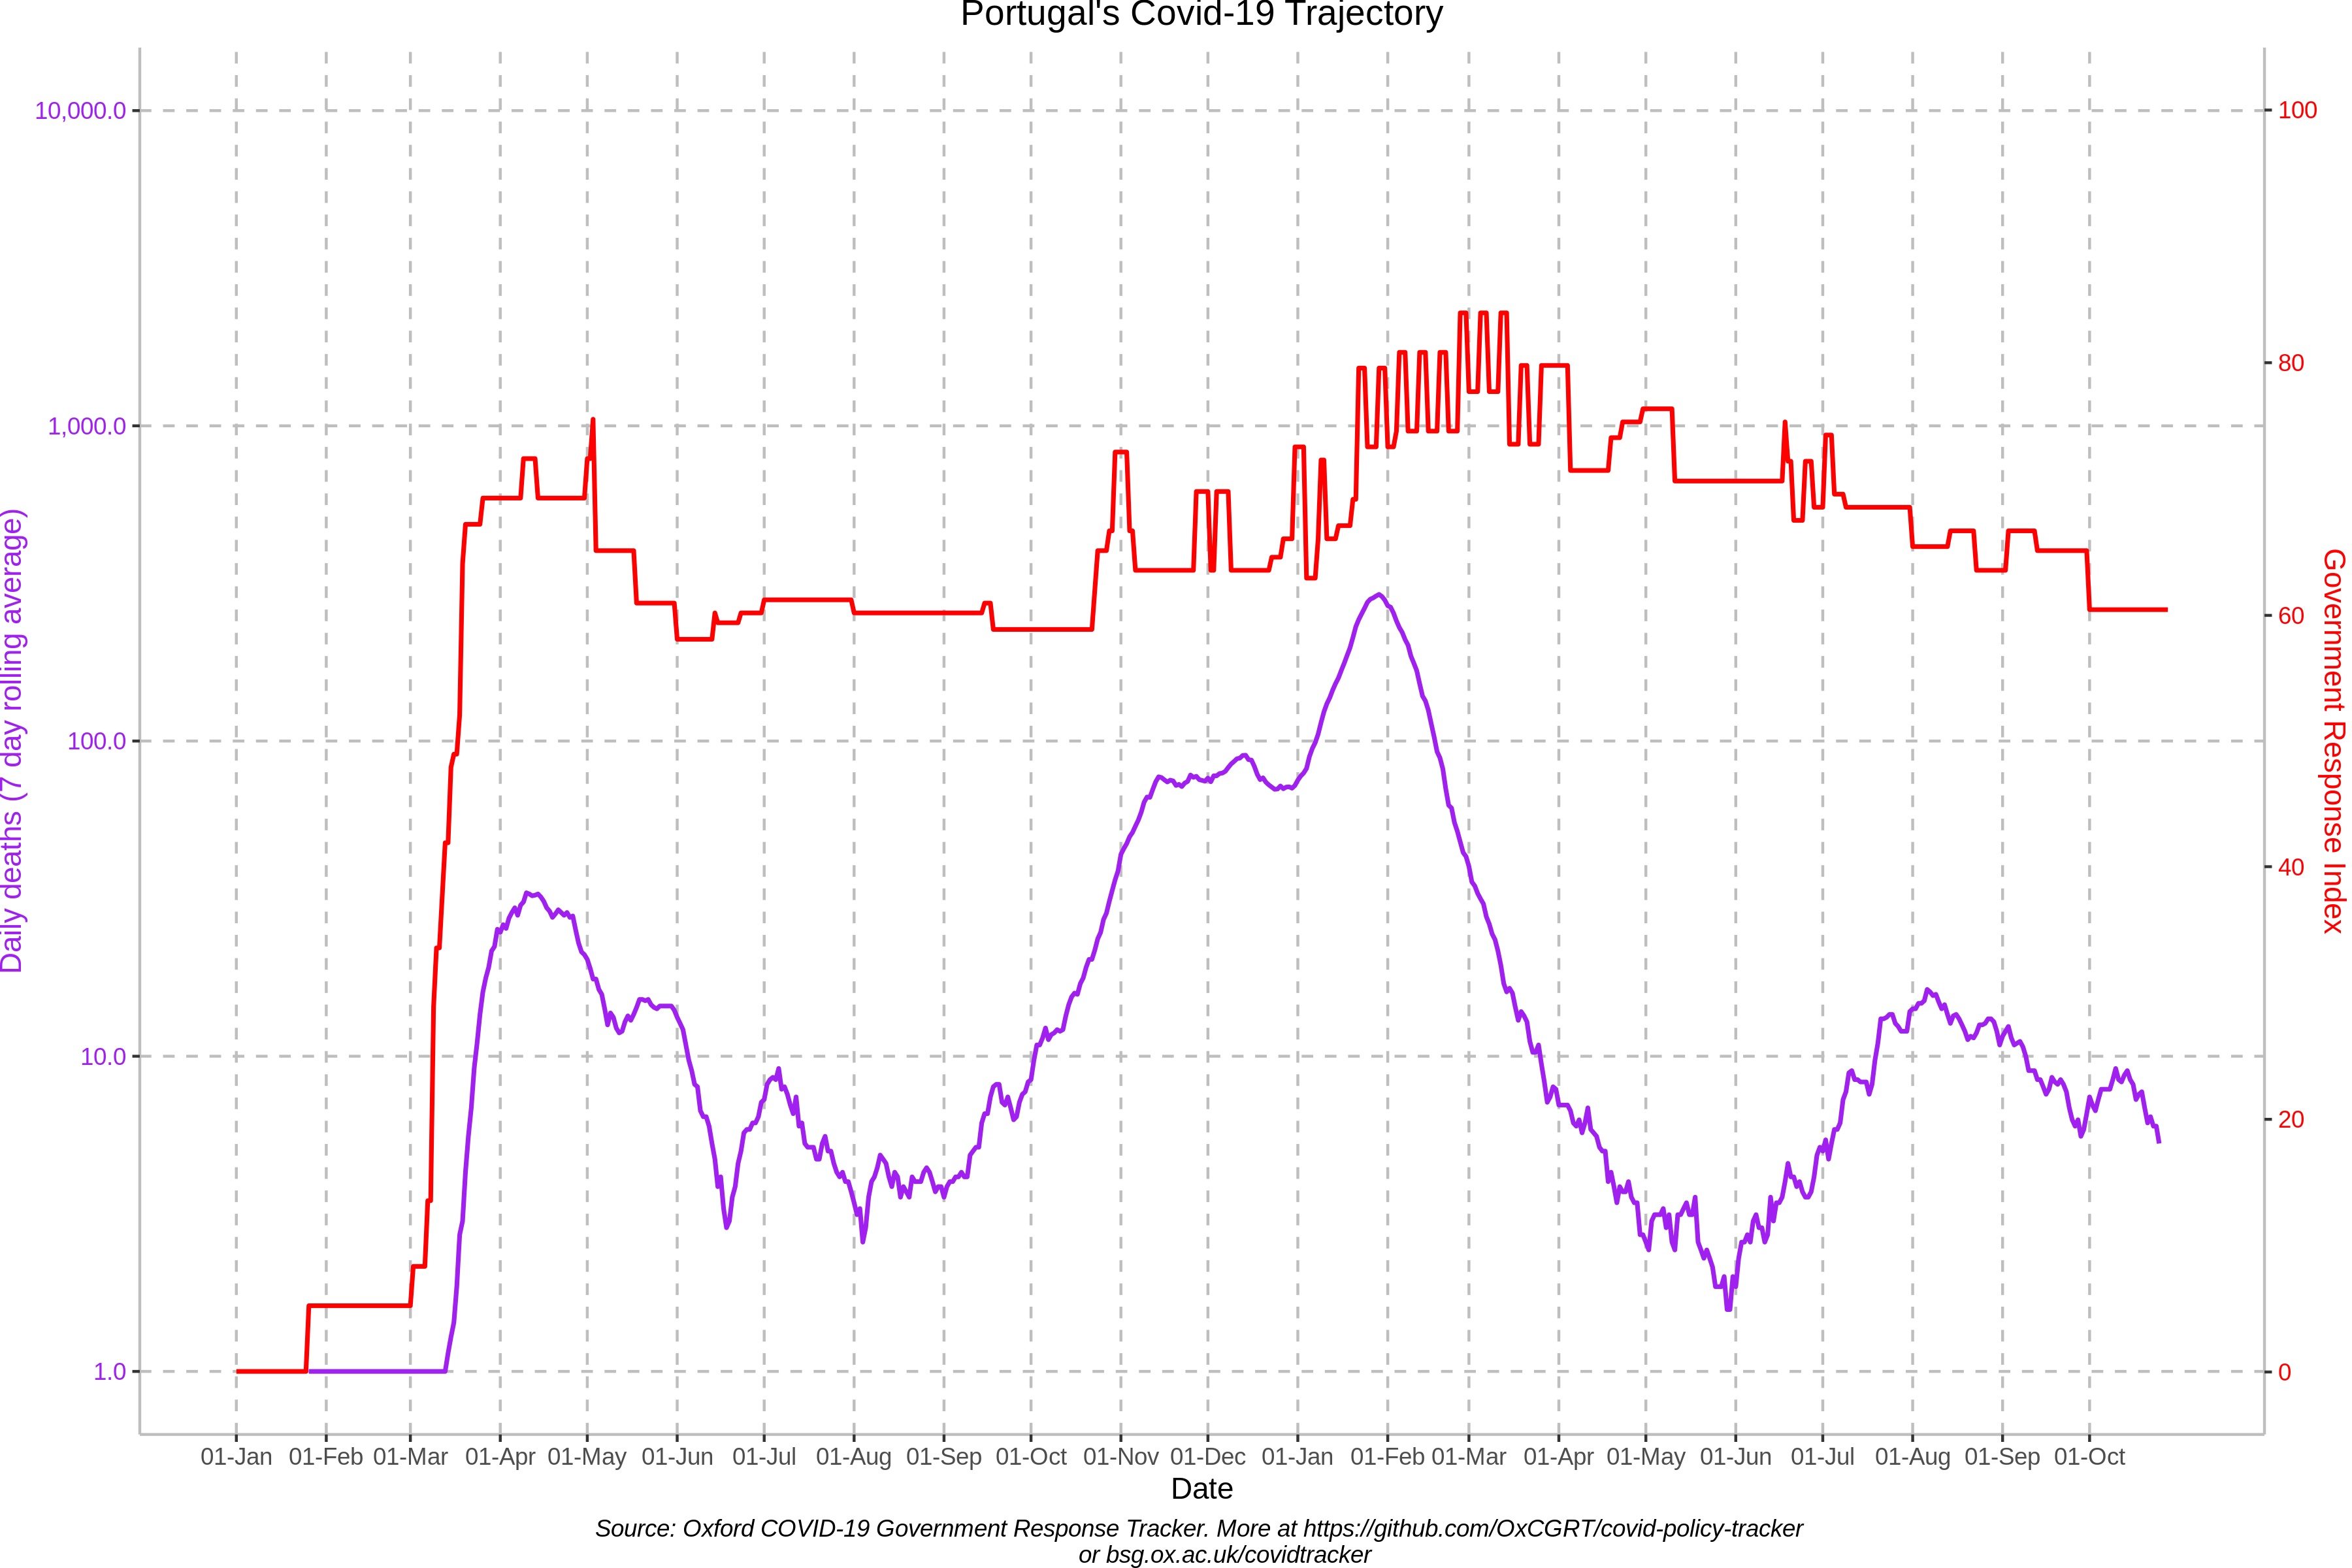 Portugal's Covid-19 Trajectory
10,000.0
1,000.0
100.0
10.0
1.0
Daily deaths (7 day rolling average)
100
80
60
40
20
0
Government Response Index
01-Jan 01-Feb 01-Mar 01-Apr 01-May 01-Jun 01-Jul 01-Aug 01-Sep 01-Oct 01-Nov 01-Dec 01-Jan 01-Feb 01-Mar 01-Apr 01-May 01-Jun 01-Jul 01-Aug 01-Sep 01-Oct
Date
Source: Oxford COVID-19 Government Response Tracker. More at https://github.com/OxCGRT/covid-policy-tracker
or bsg.ox.ac.uk/covidtracker